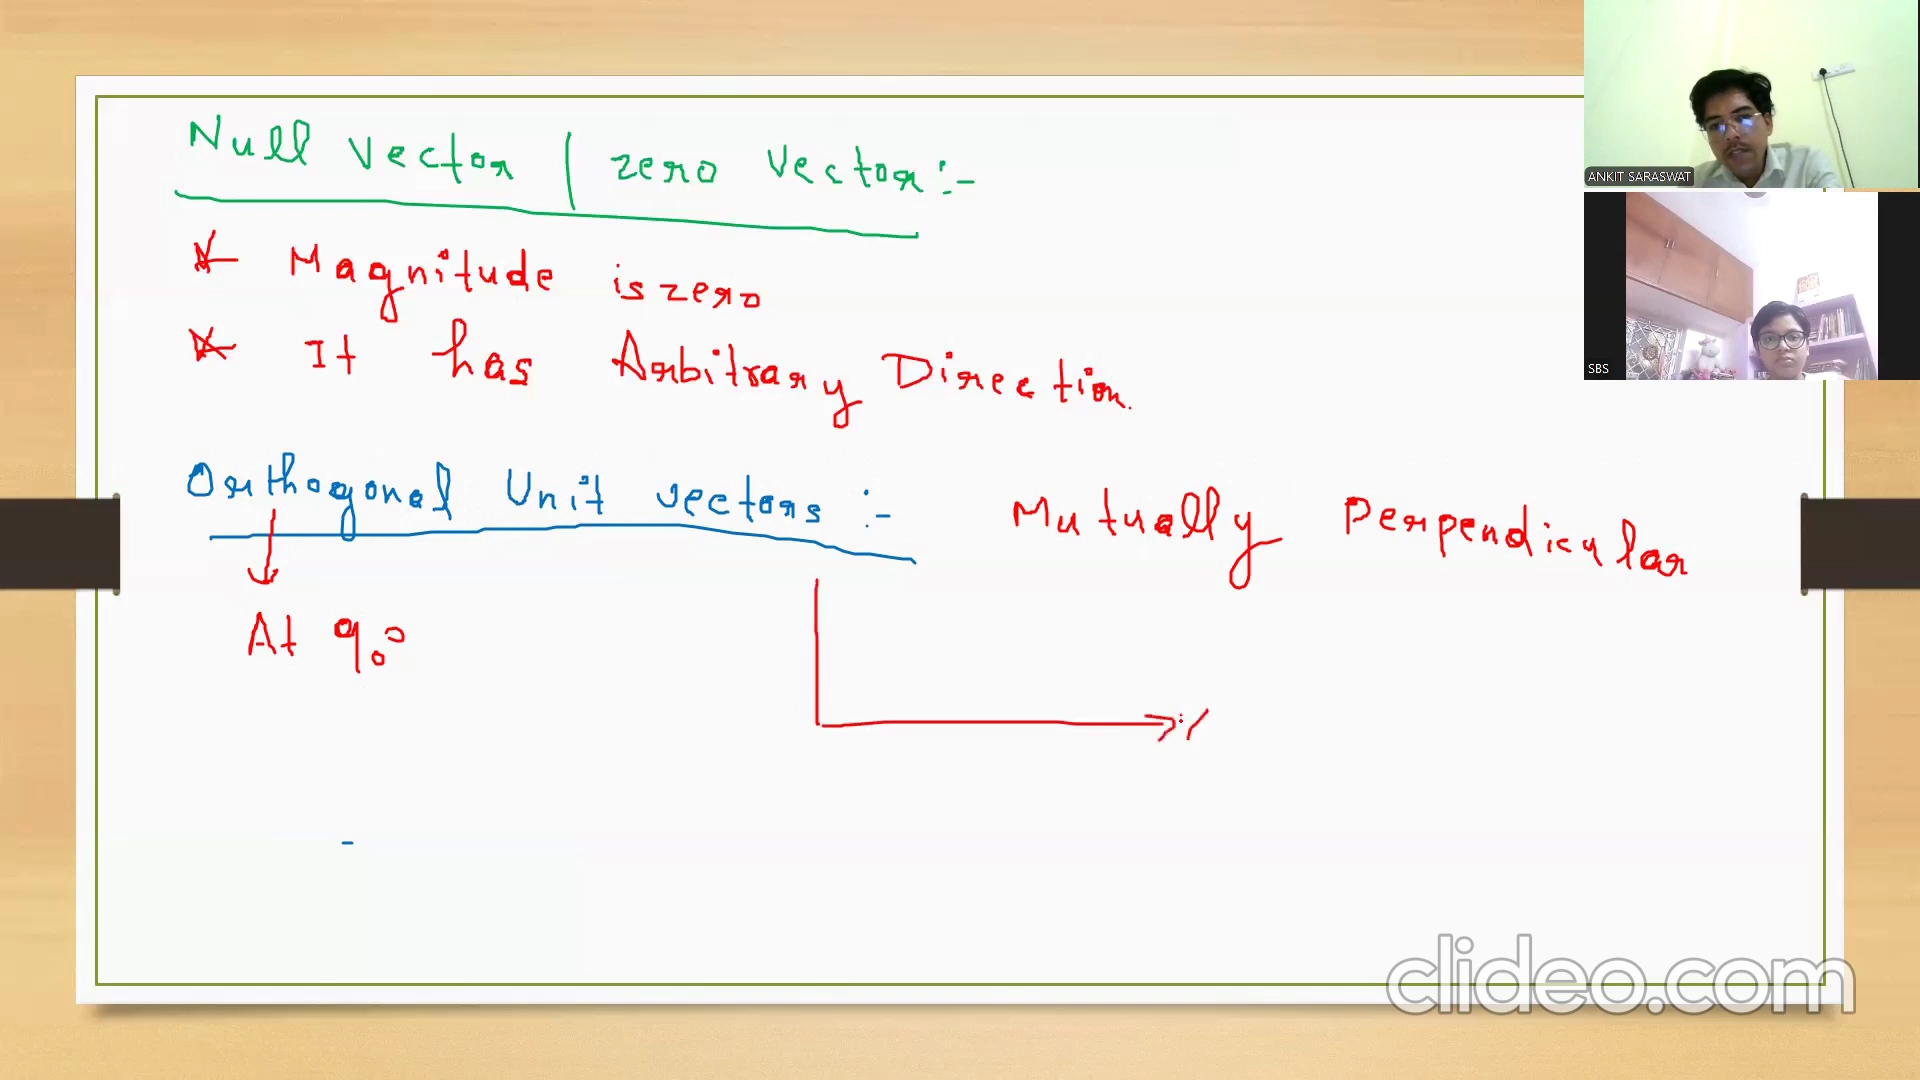 Null vector | zero vector:-
* Magnitude is zero
* It has Arbitrary Direction.
Orthogonal Unit vectors :- Mutually Perpendicular
At 90°
ANKIT SARASWAT
SBS
clideo.com